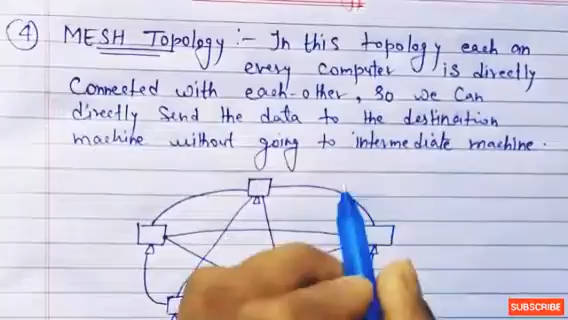 4 MESH Topology :- In this topology each an
every computer is directly
Connected with each-other, so we can
directly send the data to the destination
machine without going to intermediate machine.
SUBSCRIBE